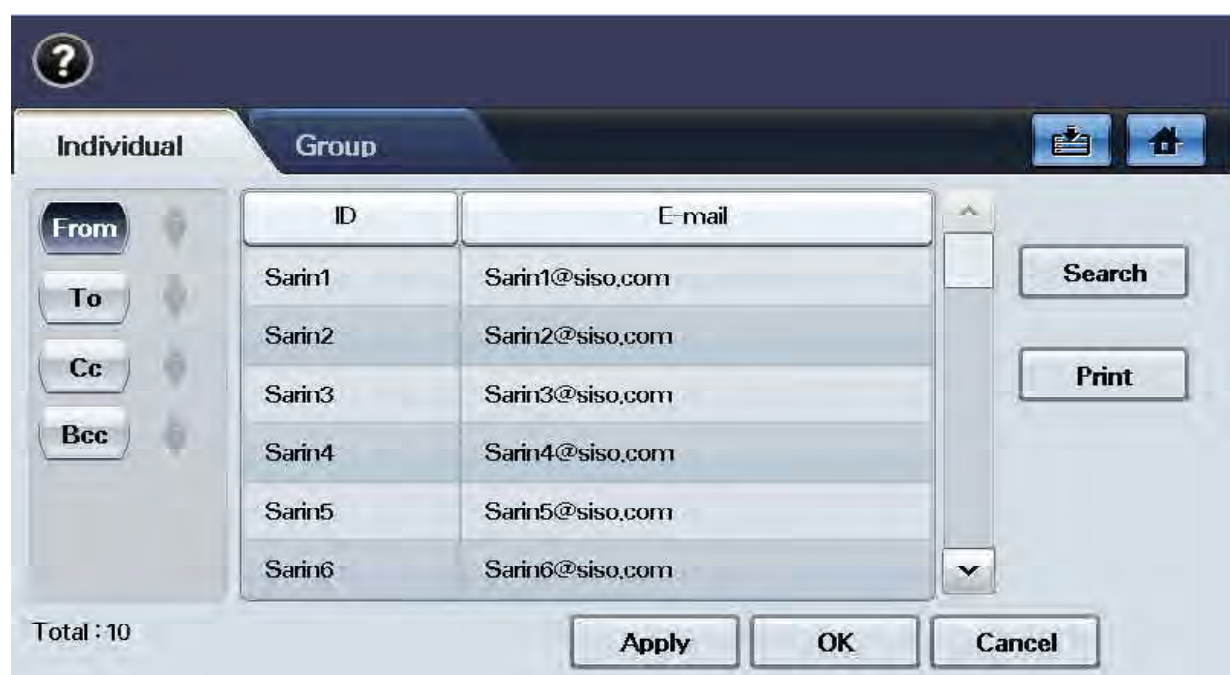 ?
Individual Group
From
To
Cc
Bcc
ID E-mail
Sarin1 Sarin1@siso.com
Sarin2 Sarin2@siso.com
Sarin3 Sarin3@siso.com
Sarin4 Sarin4@siso.com
Sarin5 Sarin5@siso.com
Sarin6 Sarin6@siso.com
Search
Print
Total : 10
Apply OK Cancel